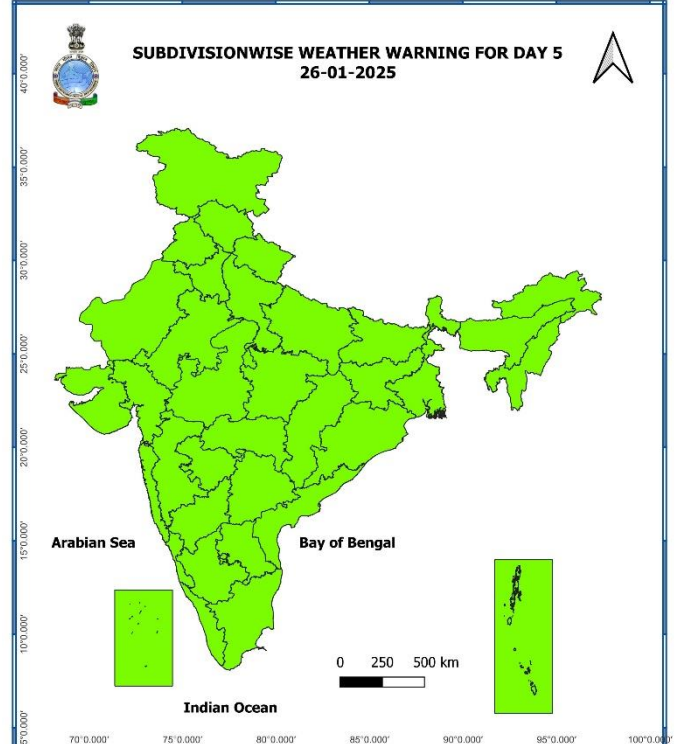 SUBDIVISIONWISE WEATHER WARNING FOR DAY 5
26-01-2025
40°0.000'
35°0.000'
30°0.000'
25°0.000'
20°0.000'
15°0.000'
10°0.000'
5°0.000'
Arabian Sea
Bay of Bengal
0 250 500 km
Indian Ocean
70°0.000' 75°0.000' 80°0.000' 85°0.000' 90°0.000' 95°0.000' 100°0.000'